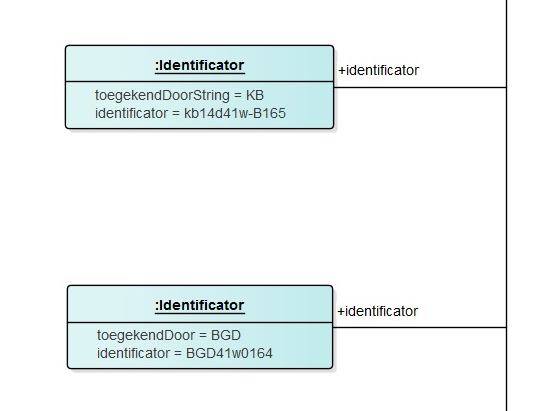 :Identificator
+identificator
toegekendDoorString = KB
identificator = kb14d41w-B165
:Identificator
+identificator
toegekendDoor = BGD
identificator = BGD41w0164